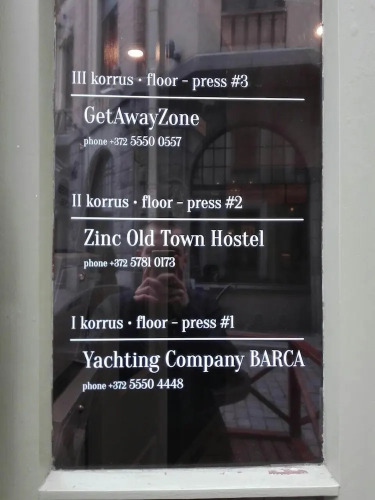 III korrus • floor - press #3
GetAwayZone
phone +372 5550 0557
II korrus • floor - press #2
Zinc Old Town Hostel
phone +372 5781 0173
I korrus • floor - press #1
Yachting Company BARCA
phone +372 5550 4448